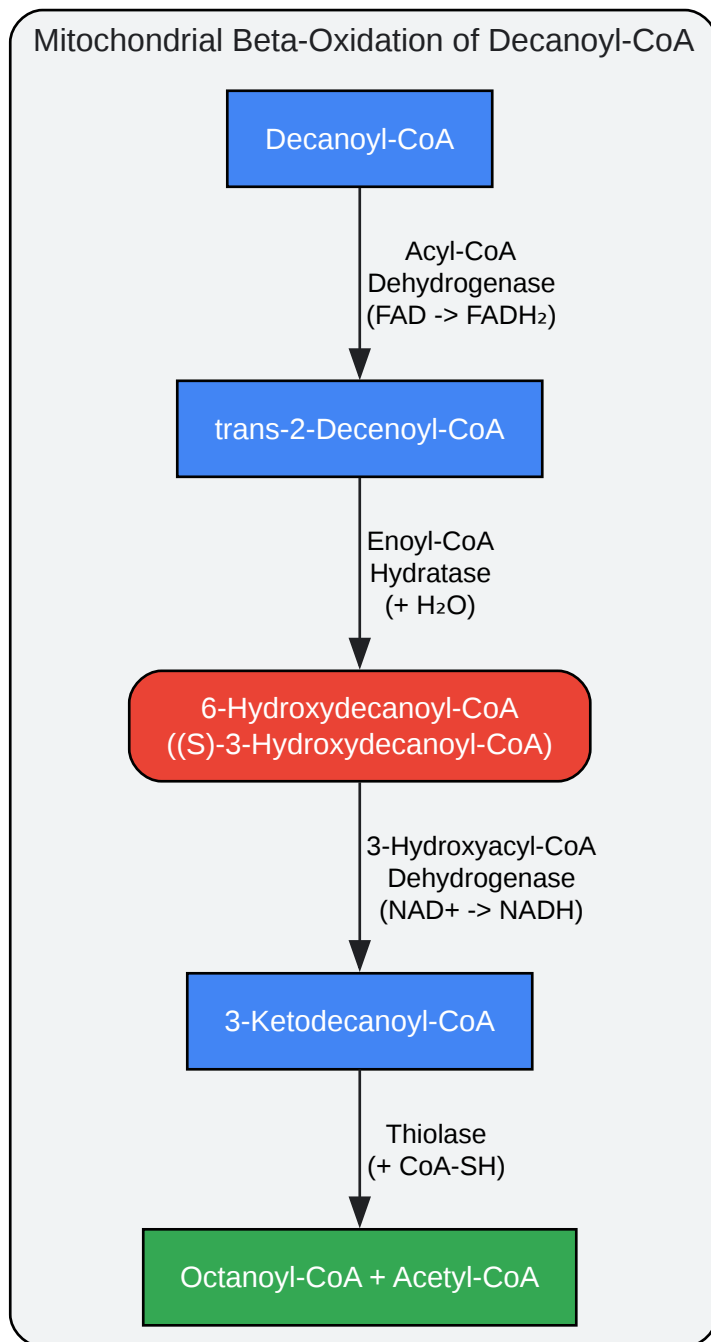 Mitochondrial Beta-Oxidation of Decanoyl-CoA
Decanoyl-CoA
Acyl-CoA
Dehydrogenase
(FAD -> FADH₂)
trans-2-Decenoyl-CoA
Enoyl-CoA
Hydratase
(+ H₂O)
6-Hydroxydecanoyl-CoA
((S)-3-Hydroxydecanoyl-CoA)
3-Hydroxyacyl-CoA
Dehydrogenase
(NAD+ -> NADH)
3-Ketodecanoyl-CoA
Thiolase
(+ CoA-SH)
Octanoyl-CoA + Acetyl-CoA